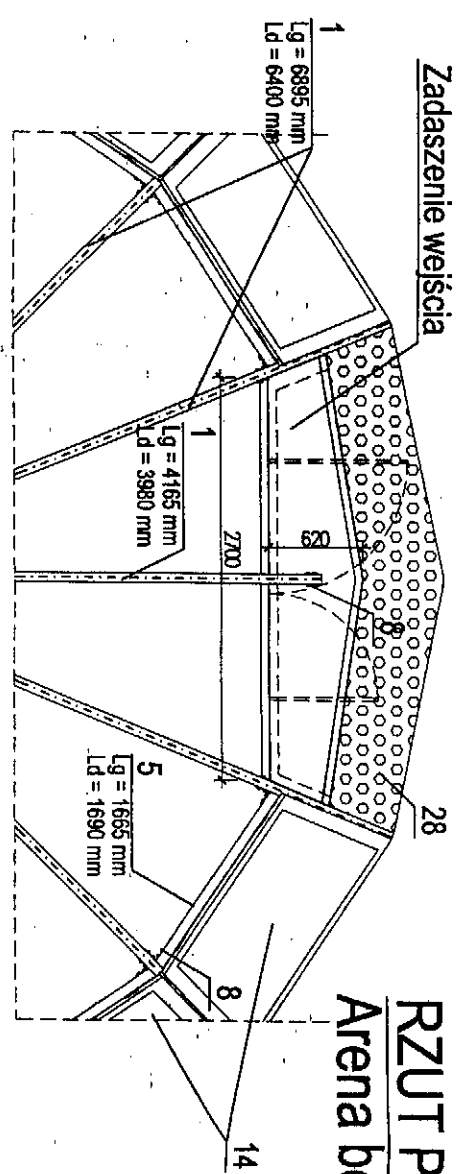 Zadaszenie wejścia
RZUT P
Arena b
1
Lg = 6895 mm
Ld = 6400 mm
1
Lg = 4165 mm
Ld = 3980 mm
620
2700
8
28
5
Lg = 1665 mm
Ld = 1690 mm
8
14